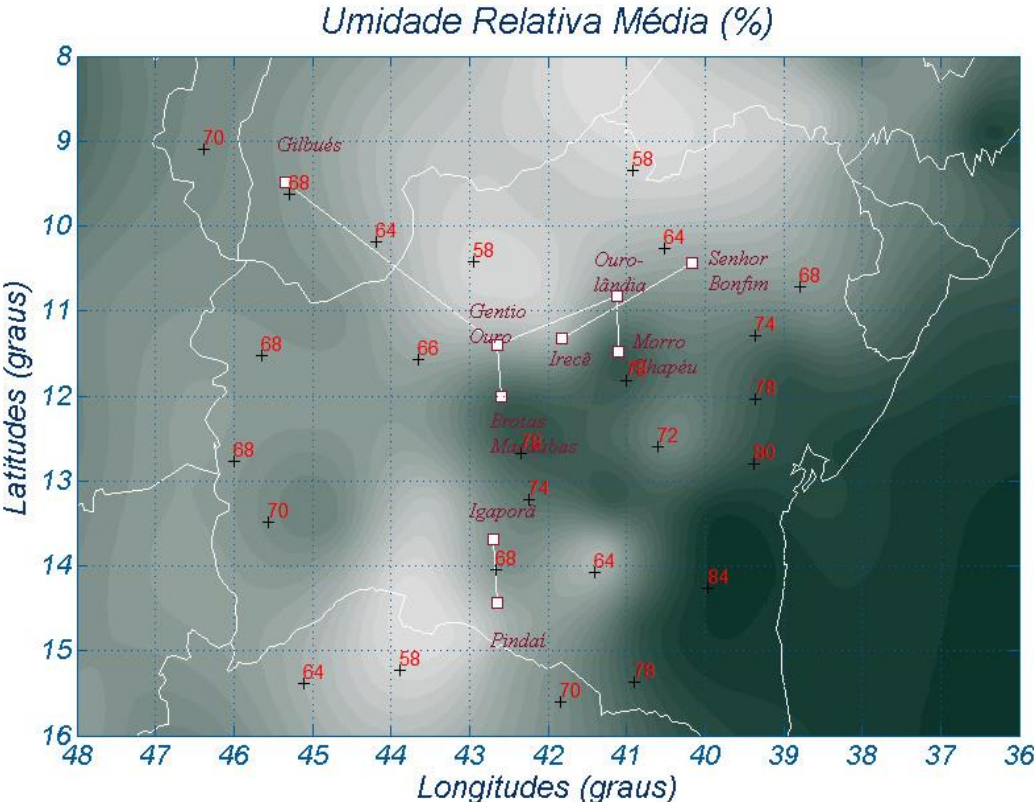 Umidade Relativa Média (%)
8
70
Gilbués
58
9
68
64
58
64
10
Ouro-
lândia
Senhor
Bonfim
68
11
Gentio
Ouro
Irecê
Morro
Chapéu
74
68
66
12
78
Brotas
Macaúbas
78
72
80
68
13
74
70
Igaporã
14
68
64
84
Pindaí
15
64
58
70
78
16
48 47 46 45 44 43 42 41 40 39 38 37 36
Longitudes (graus)
Latitudes (graus)